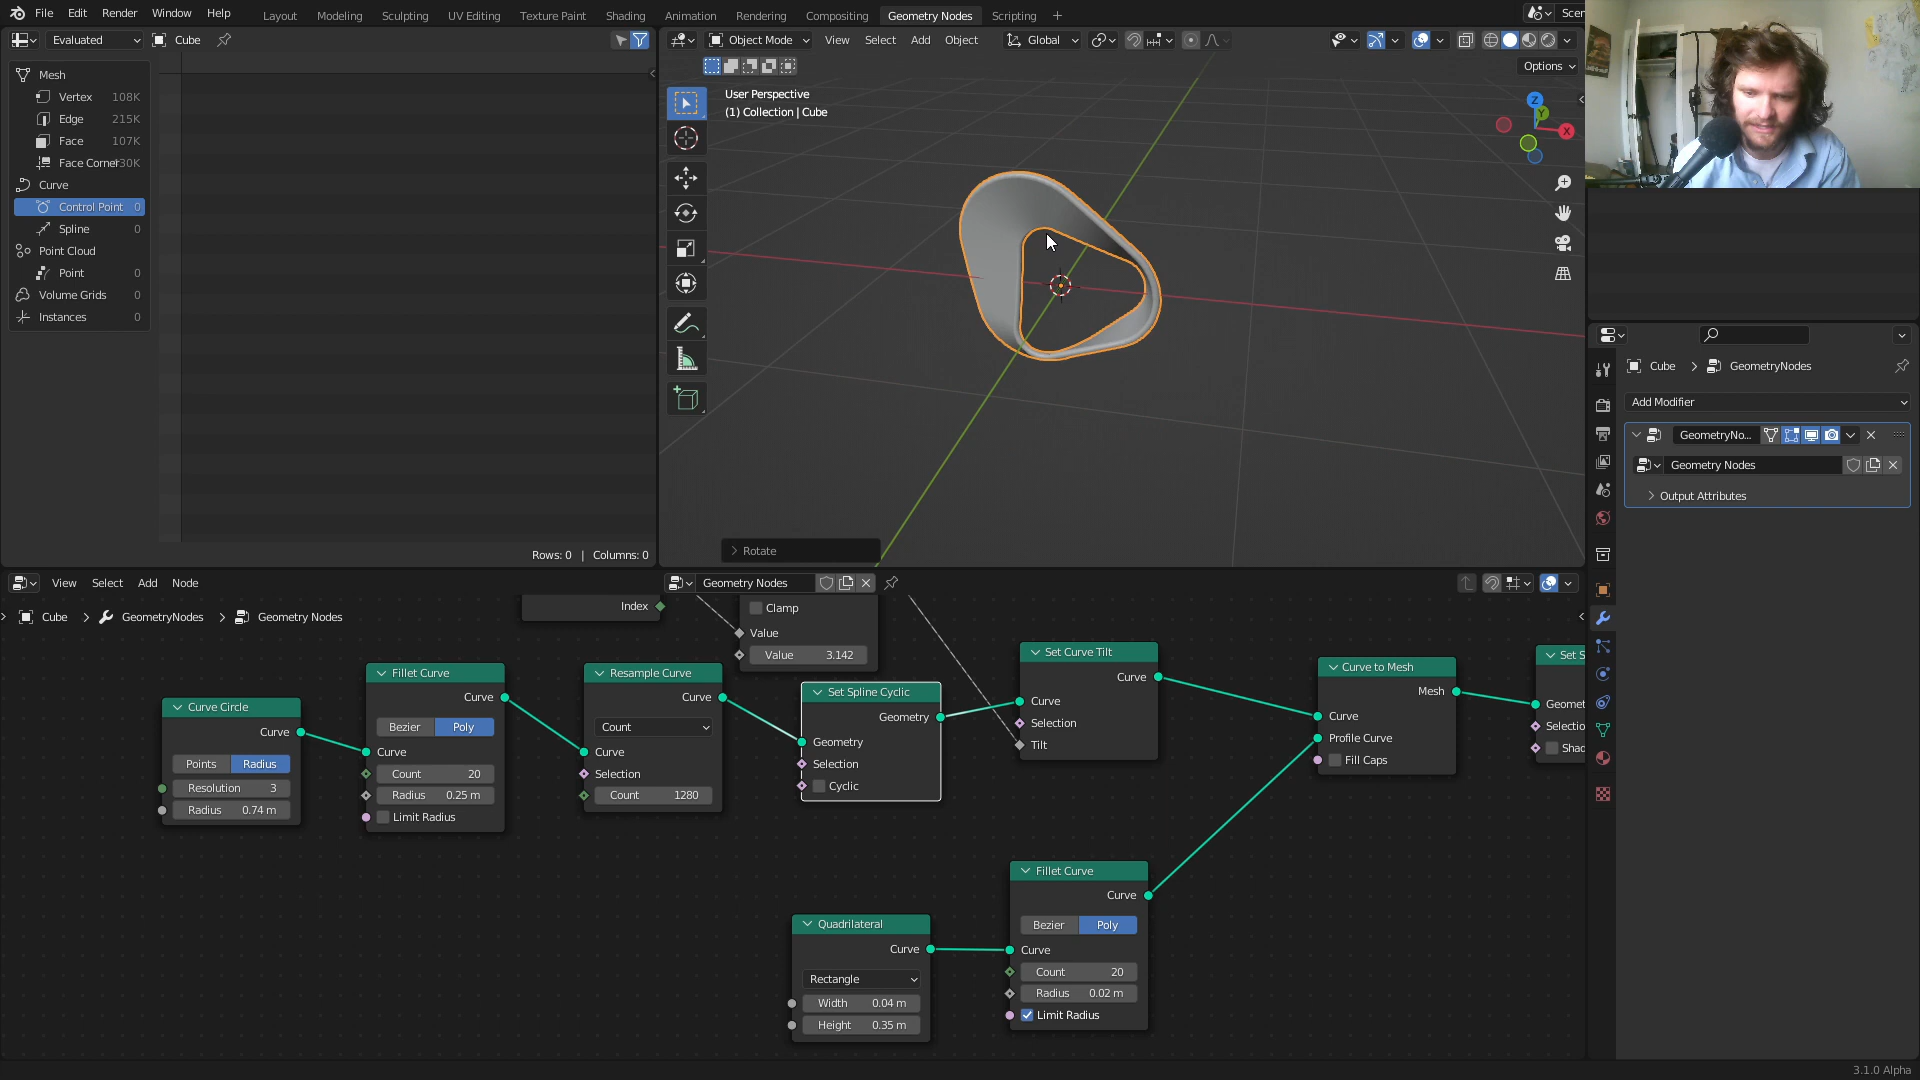 File Edit Render Window Help
Layout Modeling Sculpting UV Editing Texture Paint Shading Animation Rendering Compositing Geometry Nodes Scripting +
Scen
Evaluated Cube
Object Mode View Select Add Object Global
Options
Mesh
Vertex 108K
Edge 215K
Face 107K
Face Corner 30K
Curve
Control Point 0
Spline 0
Point Cloud
Point 0
Volume Grids 0
Instances 0
User Perspective
(1) Collection | Cube
Z
Y
X
Rotate
Rows: 0 | Columns: 0
Cube > GeometryNodes
Add Modifier
GeometryNo...
Geometry Nodes
Output Attributes
View Select Add Node
Geometry Nodes
Cube > GeometryNodes > Geometry Nodes
Index
Clamp
Value
Value 3.142
Curve Circle
Curve
Points Radius
Resolution 3
Radius 0.74 m
Fillet Curve
Curve
Bezier Poly
Curve
Count 20
Radius 0.25 m
Limit Radius
Resample Curve
Curve
Count
Curve
Selection
Count 1280
Set Spline Cyclic
Geometry
Geometry
Selection
Cyclic
Set Curve Tilt
Curve
Curve
Selection
Tilt
Curve to Mesh
Mesh
Curve
Profile Curve
Fill Caps
Set S
Geomet
Selectio
Shad
Quadrilateral
Curve
Rectangle
Width 0.04 m
Height 0.35 m
Fillet Curve
Curve
Bezier Poly
Curve
Count 20
Radius 0.02 m
Limit Radius
3.1.0 Alpha